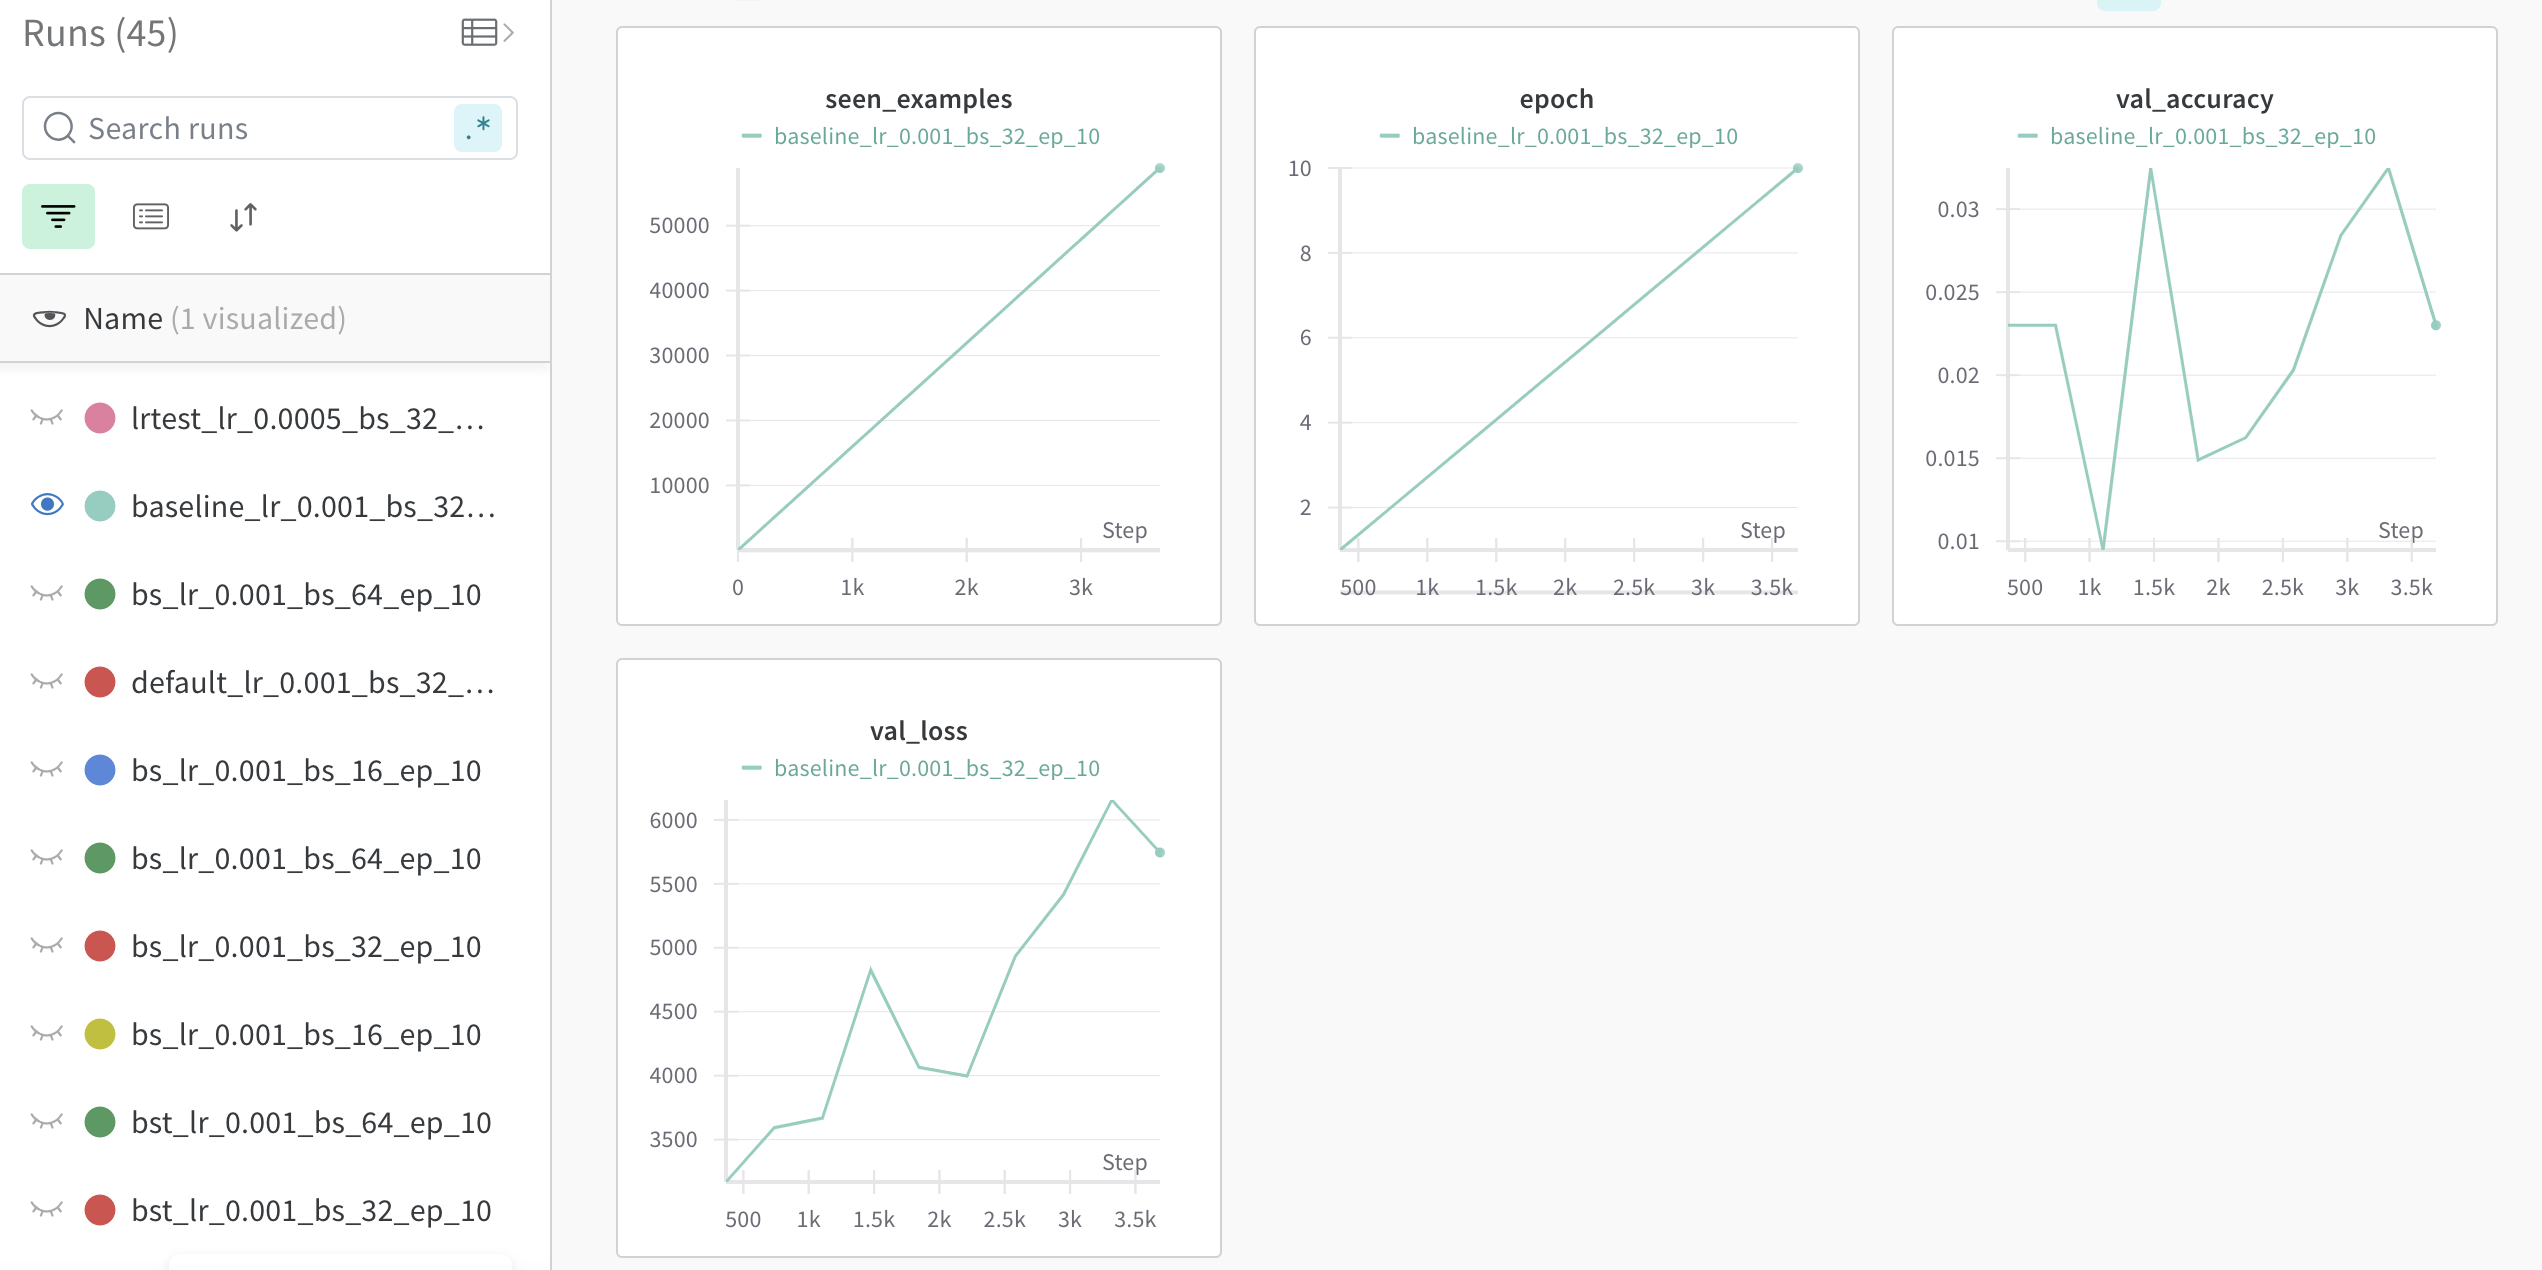 Runs (45)
Search runs
.*
Name (1 visualized)
lrtest_lr_0.0005_bs_32_...
baseline_lr_0.001_bs_32...
bs_lr_0.001_bs_64_ep_10
default_lr_0.001_bs_32_...
bs_lr_0.001_bs_16_ep_10
bs_lr_0.001_bs_64_ep_10
bs_lr_0.001_bs_32_ep_10
bs_lr_0.001_bs_16_ep_10
bst_lr_0.001_bs_64_ep_10
bst_lr_0.001_bs_32_ep_10
seen_examples
baseline_lr_0.001_bs_32_ep_10
50000
40000
30000
20000
10000
Step
0 1k 2k 3k
epoch
baseline_lr_0.001_bs_32_ep_10
10
8
6
4
2
Step
500 1k 1.5k 2k 2.5k 3k 3.5k
val_accuracy
baseline_lr_0.001_bs_32_ep_10
0.03
0.025
0.02
0.015
0.01
Step
500 1k 1.5k 2k 2.5k 3k 3.5k
val_loss
baseline_lr_0.001_bs_32_ep_10
6000
5500
5000
4500
4000
3500
Step
500 1k 1.5k 2k 2.5k 3k 3.5k